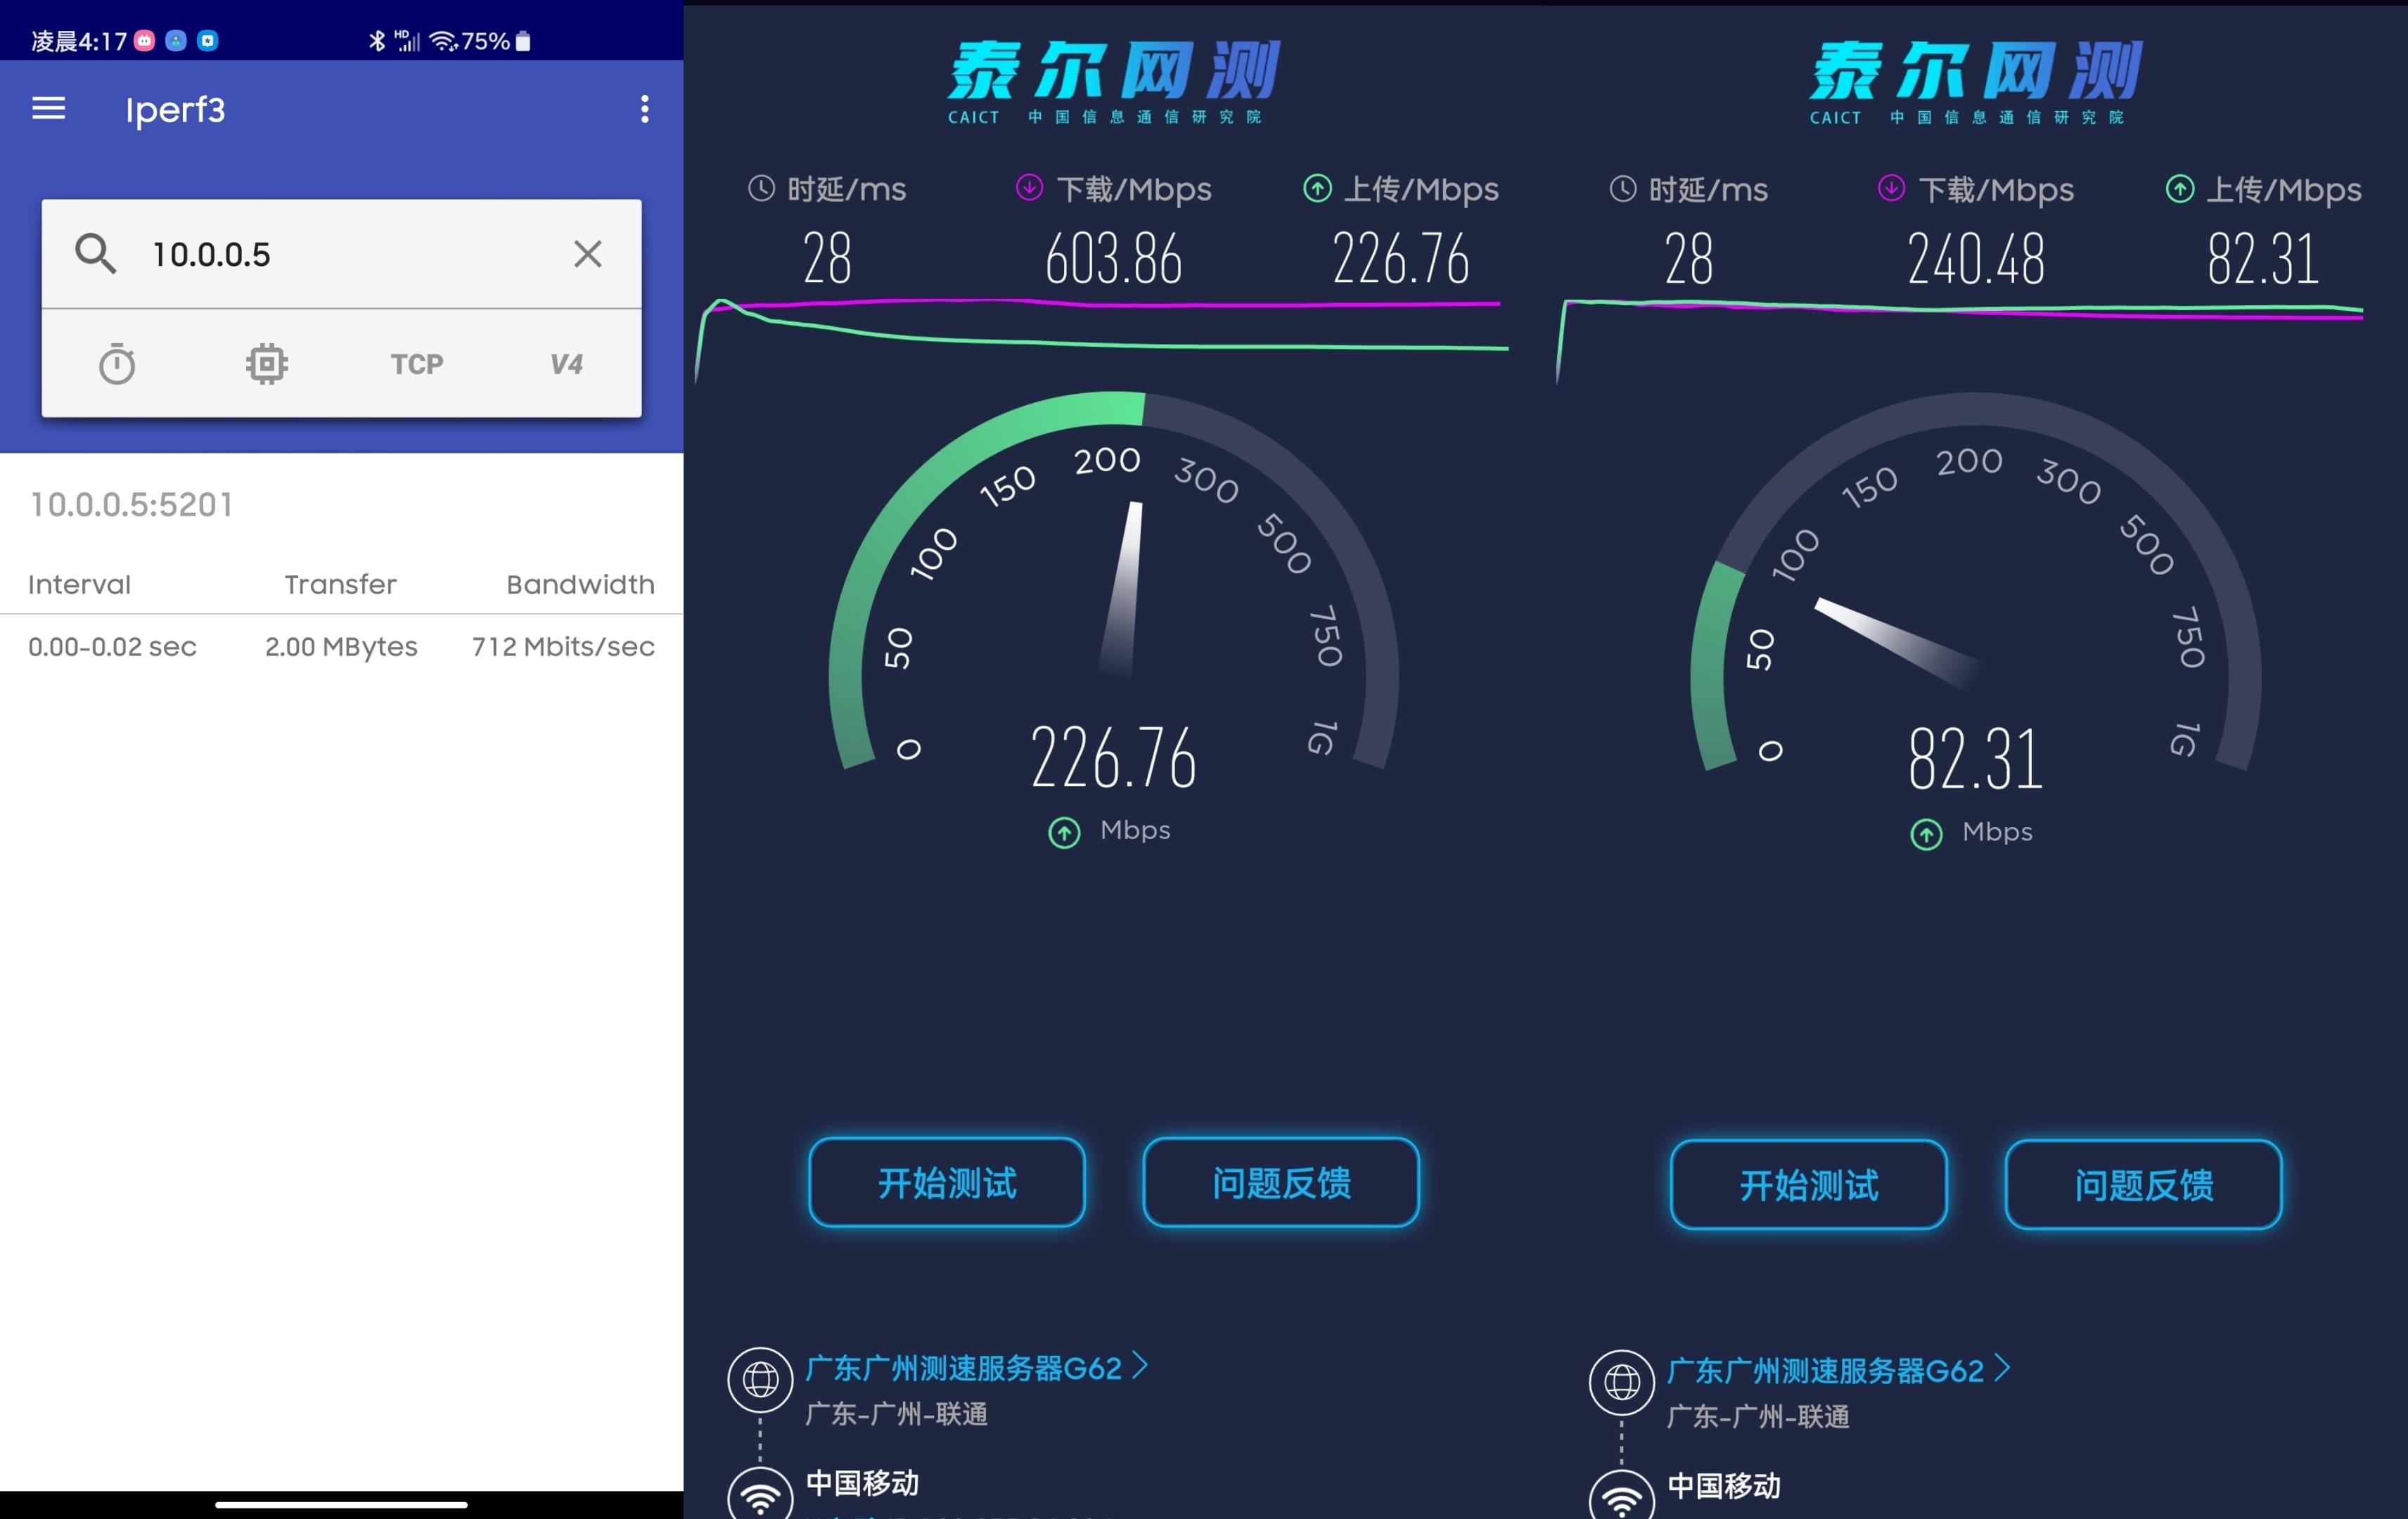 凌晨4:17
HD
75%
Iperf3
10.0.0.5
TCP
V4
10.0.0.5:5201
Interval Transfer Bandwidth
0.00-0.02 sec 2.00 MBytes 712 Mbits/sec
泰尔网测
CAICT 中国信息通信研究院
时延/ms 下载/Mbps 上传/Mbps
28 603.86 226.76
0
50
100
150
200
300
500
750
1G
226.76
Mbps
开始测试 问题反馈
广东广州测速服务器G62
广东-广州-联通
中国移动
泰尔网测
CAICT 中国信息通信研究院
时延/ms 下载/Mbps 上传/Mbps
28 240.48 82.31
0
50
100
150
200
300
500
750
1G
82.31
Mbps
开始测试 问题反馈
广东广州测速服务器G62
广东-广州-联通
中国移动